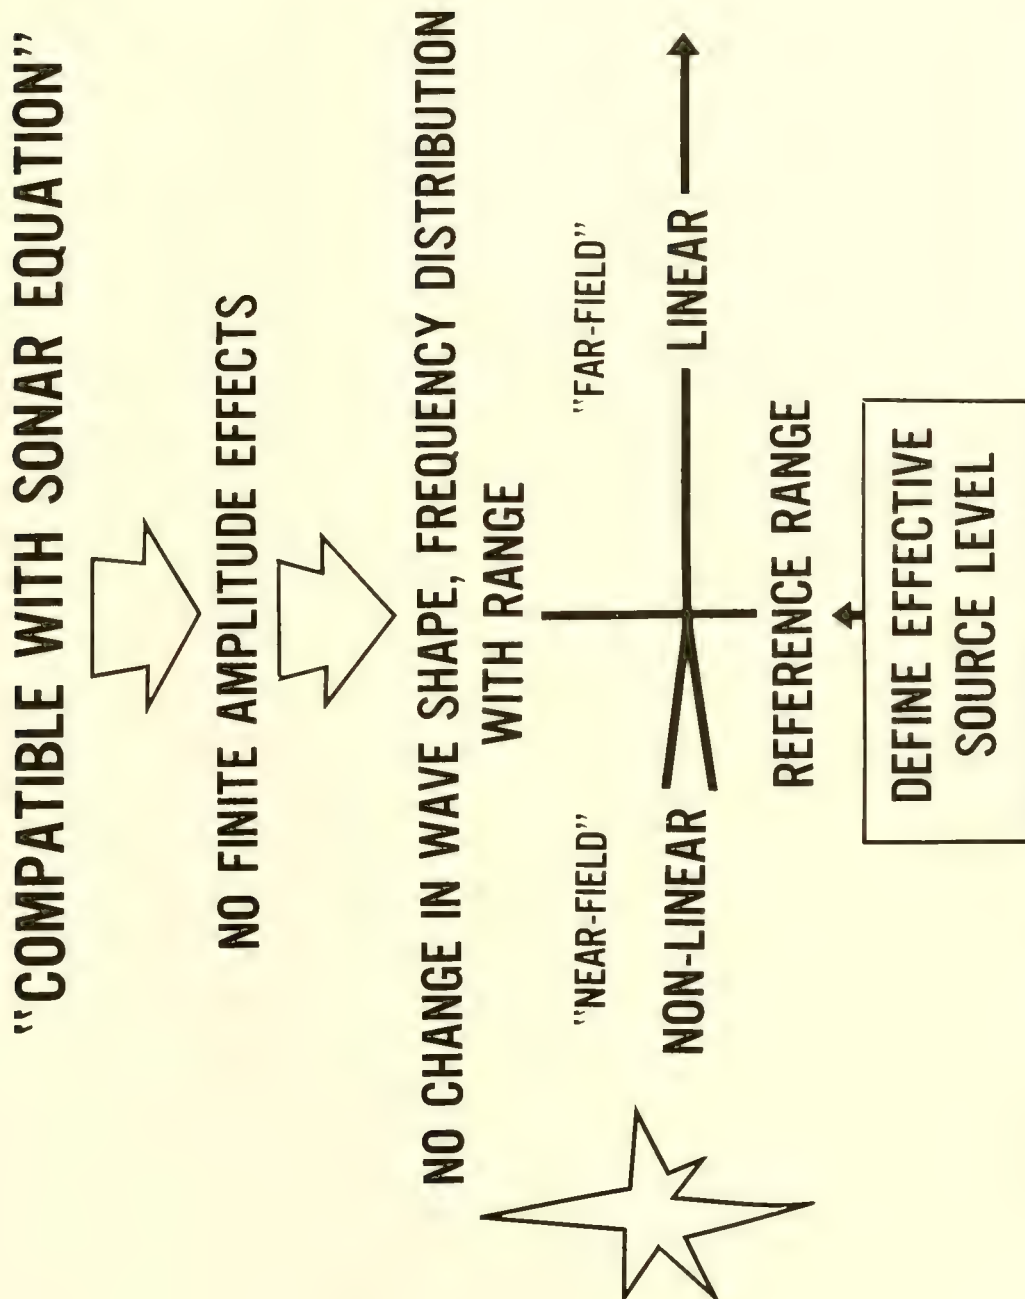 "COMPATIBLE WITH SONAR EQUATION"
NO FINITE AMPLITUDE EFFECTS
NO CHANGE IN WAVE SHAPE, FREQUENCY DISTRIBUTION
WITH RANGE
"NEAR-FIELD"
"FAR-FIELD"
NON-LINEAR
LINEAR
REFERENCE RANGE
DEFINE EFFECTIVE
SOURCE LEVEL